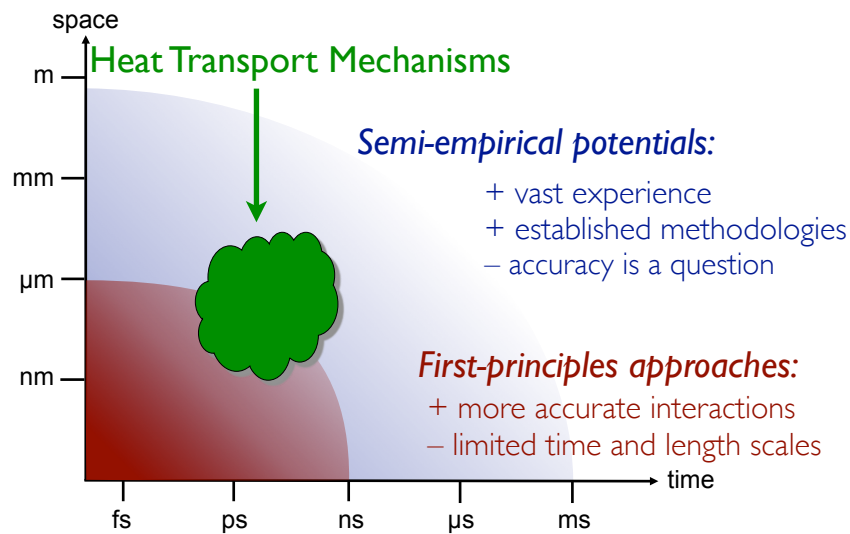 space
Heat Transport Mechanisms
m
Semi-empirical potentials:
mm
+ vast experience
+ established methodologies
– accuracy is a question
μm
First-principles approaches:
nm
+ more accurate interactions
– limited time and length scales
time
fs ps ns μs ms